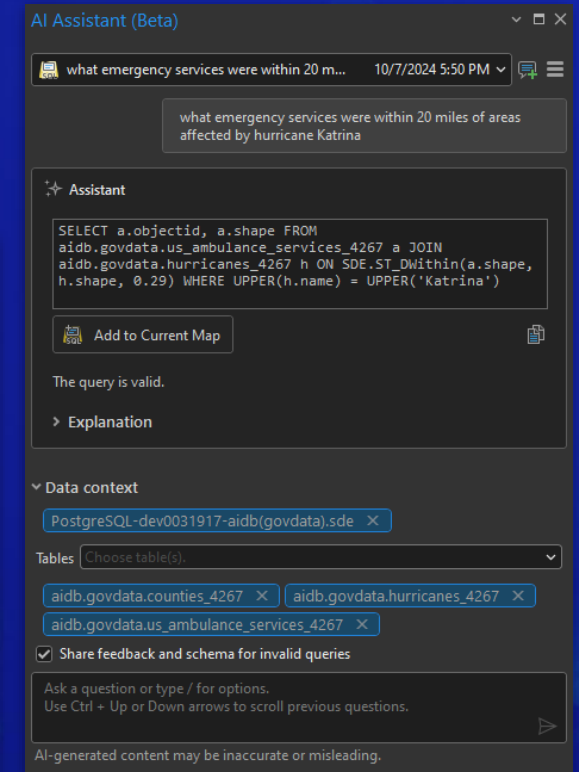 AI Assistant (Beta)
SQL what emergency services were within 20 m... 10/7/2024 5:50 PM
what emergency services were within 20 miles of areas
affected by hurricane Katrina
Assistant
SELECT a.objectid, a.shape FROM
aidb.govdata.us_ambulance_services_4267 a JOIN
aidb.govdata.hurricanes_4267 h ON SDE.ST_DWithin(a.shape,
h.shape, 0.29) WHERE UPPER(h.name) = UPPER('Katrina')
Add to Current Map
The query is valid.
Explanation
Data context
PostgreSQL-dev0031917-aidb(govdata).sde
Tables Choose table(s).
aidb.govdata.counties_4267 aidb.govdata.hurricanes_4267
aidb.govdata.us_ambulance_services_4267
Share feedback and schema for invalid queries
Ask a question or type / for options.
Use Ctrl + Up or Down arrows to scroll previous questions.
AI-generated content may be inaccurate or misleading.